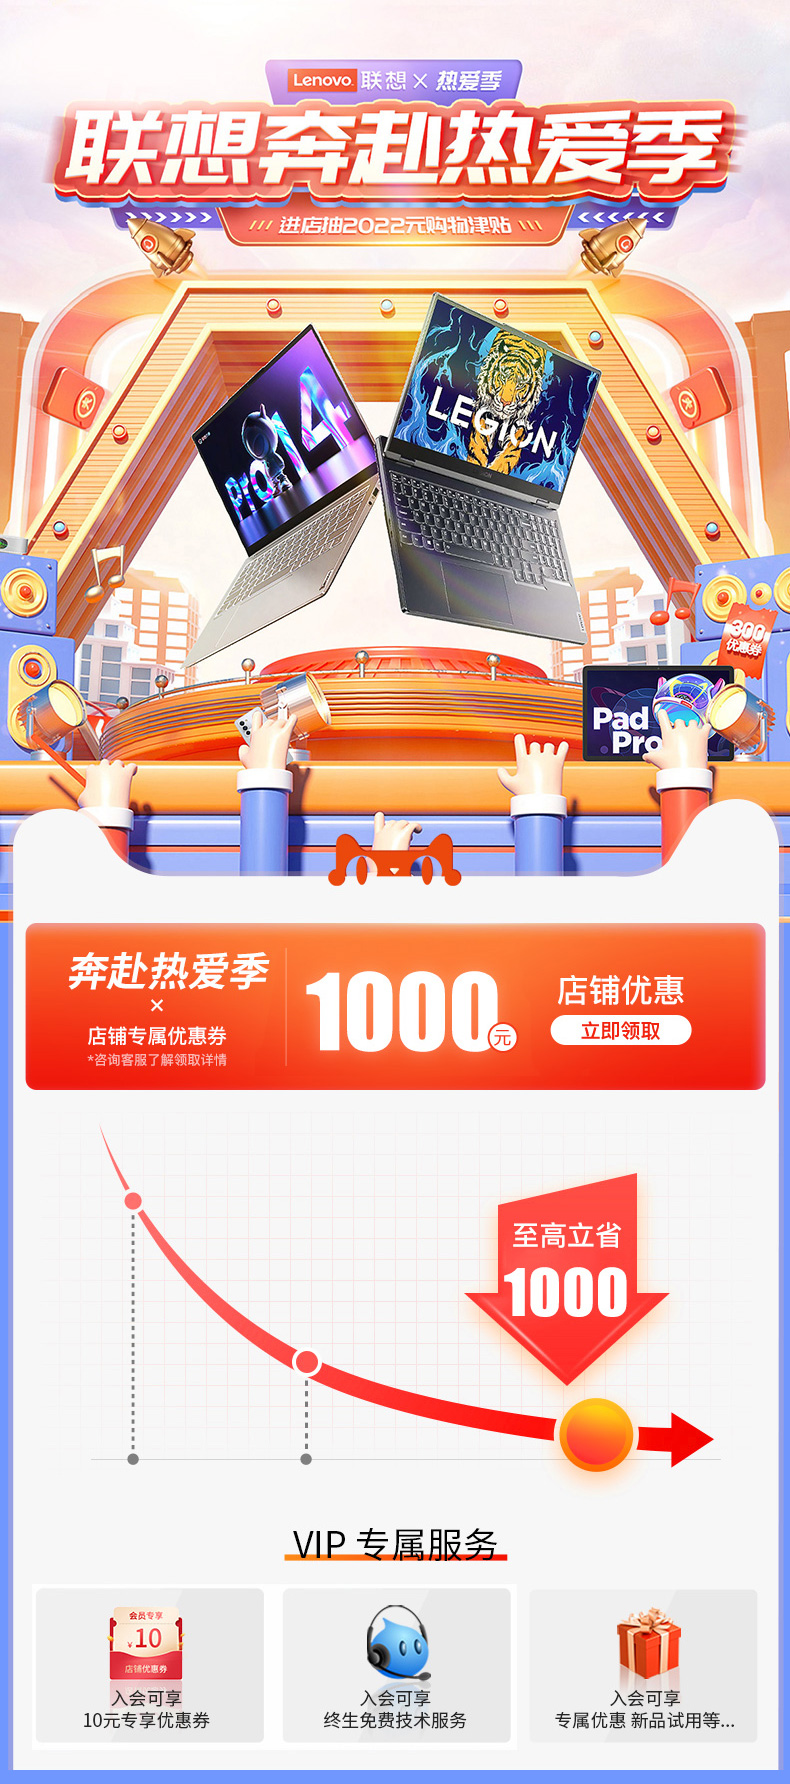 Lenovo. 联想 × 热爱季
联想奔赴热爱季
进店抽2022元购物津贴
Pro14
LEGION
300
优惠券
Pad
Pro
奔赴热爱季
×
店铺专属优惠券
*咨询客服了解领取详情
1000元
店铺优惠
立即领取
至高立省
1000
VIP 专属服务
会员专享
¥10
店铺优惠券
入会可享
10元专享优惠券
入会可享
终生免费技术服务
入会可享
专属优惠 新品试用等...